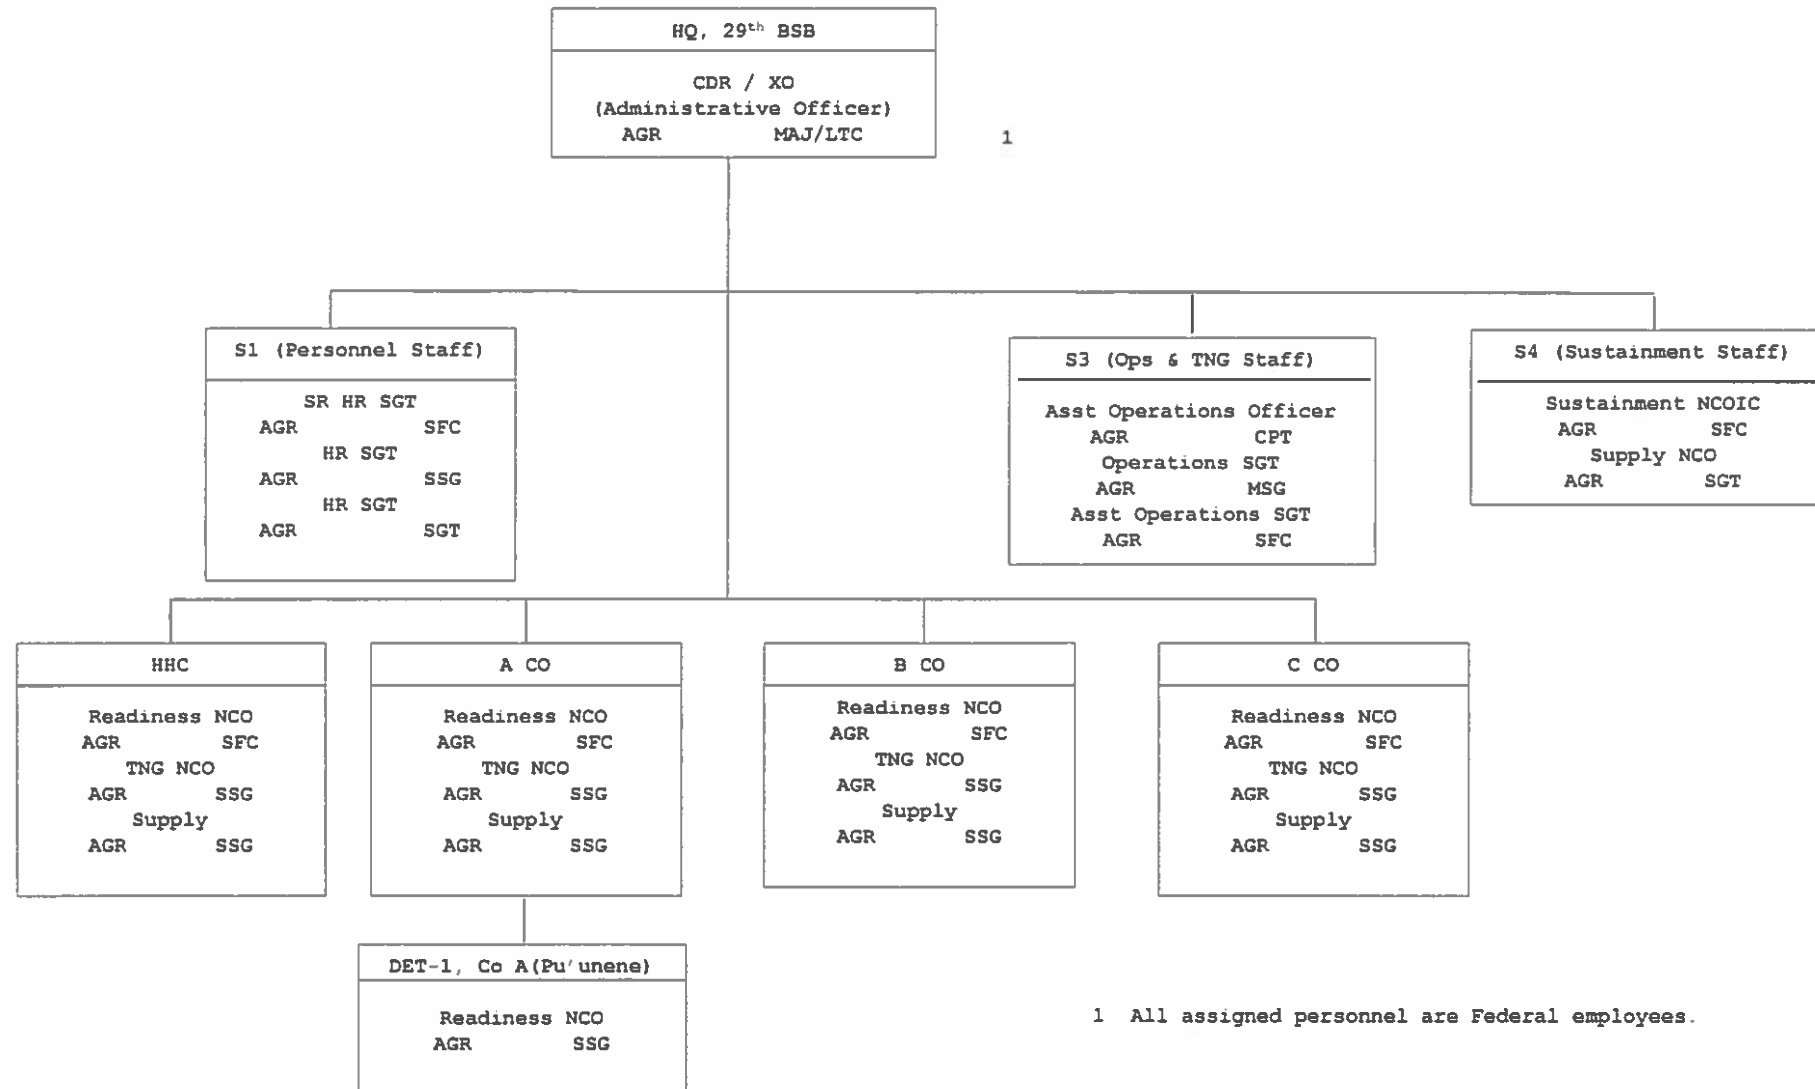 HQ, 29th BSB
CDR / XO
(Administrative Officer)
AGR MAJ/LTC
1
S1 (Personnel Staff)
SR HR SGT
AGR SFC
HR SGT
AGR SSG
HR SGT
AGR SGT
S3 (Ops & TNG Staff)
Asst Operations Officer
AGR CPT
Operations SGT
AGR MSG
Asst Operations SGT
AGR SFC
S4 (Sustainment Staff)
Sustainment NCOIC
AGR SFC
Supply NCO
AGR SGT
HHC
Readiness NCO
AGR SFC
TNG NCO
AGR SSG
Supply
AGR SSG
A CO
Readiness NCO
AGR SFC
TNG NCO
AGR SSG
Supply
AGR SSG
B CO
Readiness NCO
AGR SFC
TNG NCO
AGR SSG
Supply
AGR SSG
C CO
Readiness NCO
AGR SFC
TNG NCO
AGR SSG
Supply
AGR SSG
DET-1, Co A(Pu'unene)
Readiness NCO
AGR SSG
1 All assigned personnel are Federal employees.